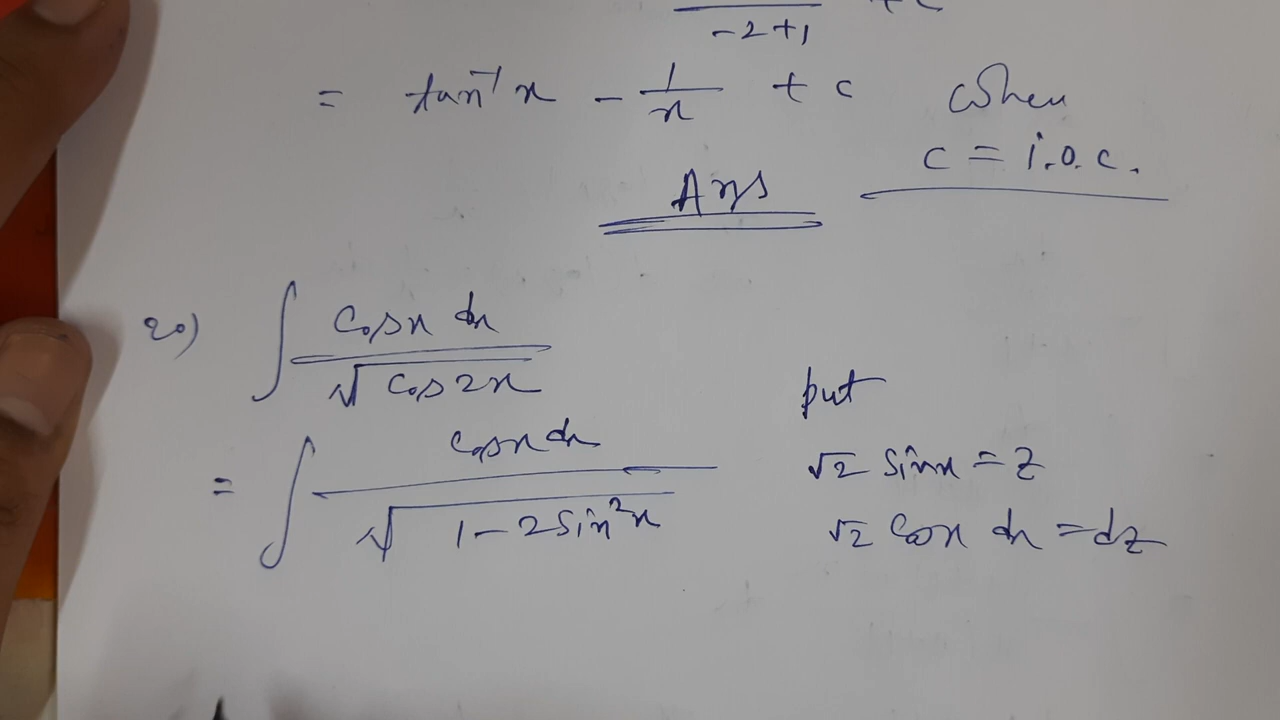 -2+1 + c
= tan⁻¹ x - 1/x + c when
c = i.o.c.
Ans
20) ∫ cosx dx / √cos2x
put
= ∫ cosx dx / √1-2sin²x
√2 sinx = z
√2 cosx dx = dz